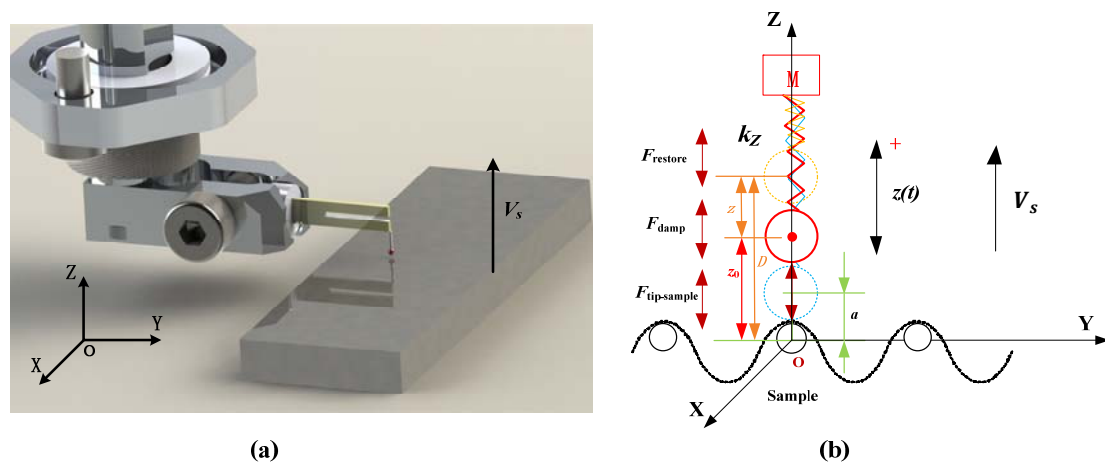 Z
M
k_Z
F_restore
+
z
z(t)
V_s
V_s
F_damp
z_0
D
F_tip-sample
a
Z
Y
X
O
Y
O
X
Sample
(a)
(b)